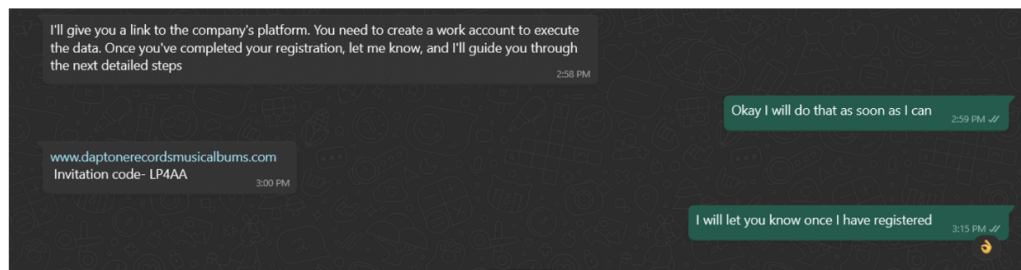 I'll give you a link to the company's platform. You need to create a work account to execute
the data. Once you've completed your registration, let me know, and I'll guide you through
the next detailed steps
2:58 PM
Okay I will do that as soon as I can
2:59 PM
www.daptonerecordsmusicalbums.com
Invitation code- LP4AA
3:00 PM
I will let you know once I have registered
3:15 PM